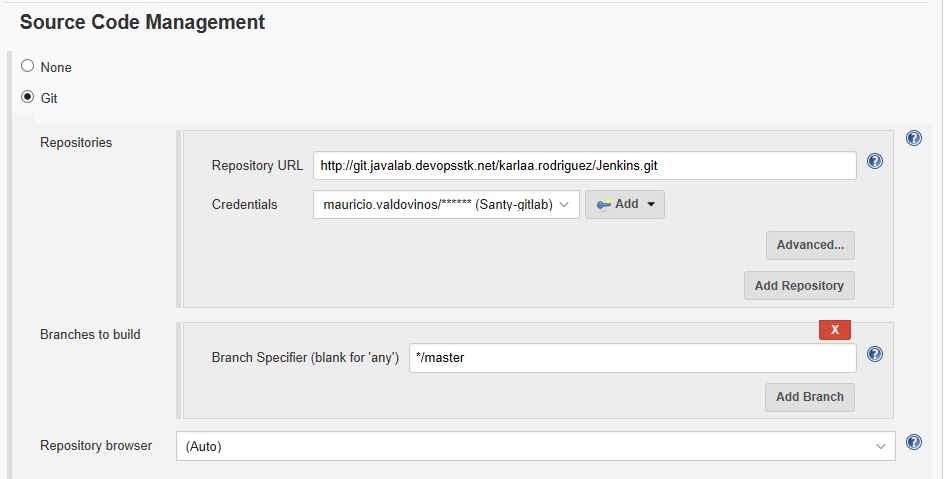 Source Code Management
None
Git
Repositories
Repository URL http://git.javalab.devopsstk.net/karlaa.rodriguez/Jenkins.git
Credentials mauricio.valdovinos/****** (Santy-gitlab) Add
Advanced...
Add Repository
Branches to build
X
Branch Specifier (blank for 'any') */master
Add Branch
Repository browser (Auto)